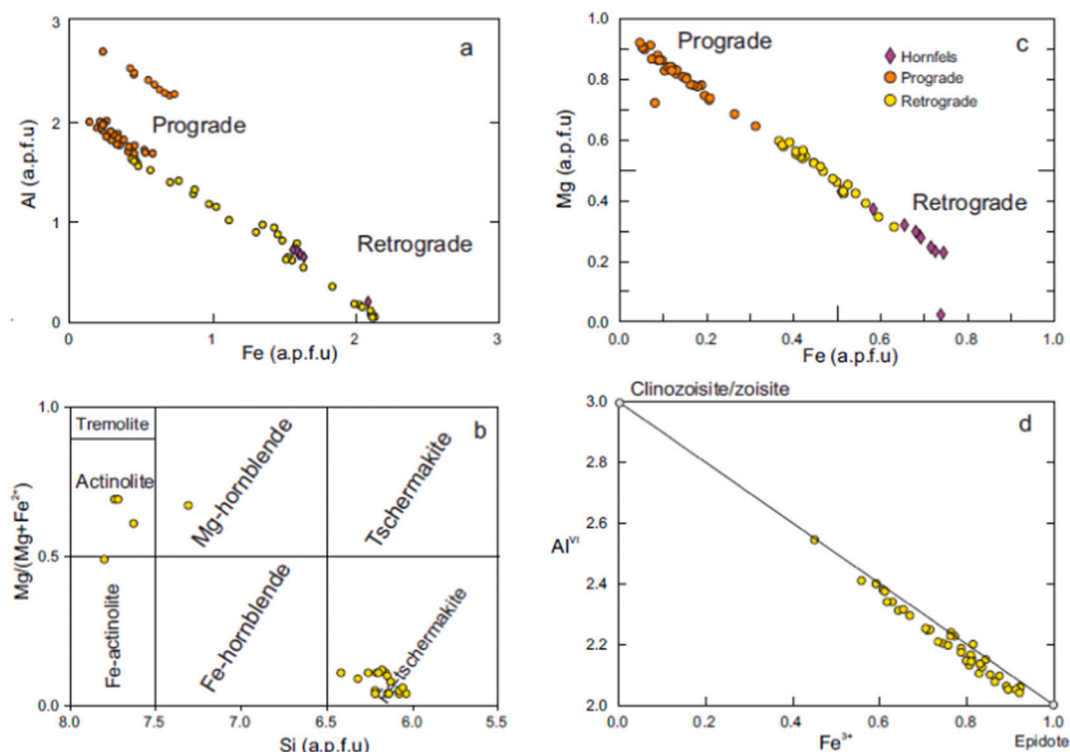 3
2
1
0
Al (a.p.f.u)
a
Prograde
Retrograde
0 1 2 3
Fe (a.p.f.u)
1.0
0.8
0.6
0.4
0.2
0.0
Mg (a.p.f.u)
c
Prograde
Hornfels
Prograde
Retrograde
Retrograde
0.0 0.2 0.4 0.6 0.8 1.0
Fe (a.p.f.u)
1.0
0.5
0.0
Mg/(Mg+Fe²⁺)
b
Tremolite
Actinolite
Mg-hornblende
Tschermakite
Fe-actinolite
Fe-hornblende
tschermakite
8.0 7.5 7.0 6.5 6.0 5.5
Si (a.p.f.u)
Clinozoisite/zoisite
d
3.0
2.8
2.6
2.4
2.2
2.0
Alⱽᴵ
0.0 0.4 0.6 0.8 1.0
Fe³⁺
Epidote